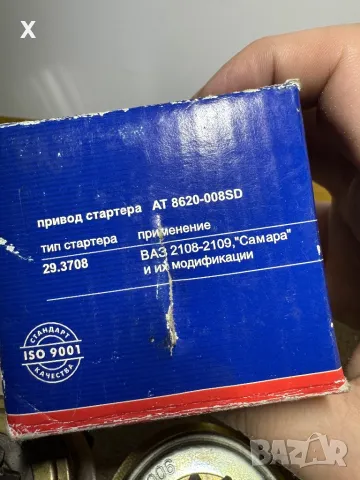 X
привод стартера АТ 8620-008SD
тип стартера применение
29.3708 ВАЗ 2108-2109,"Самара"
и их модификации
СТАНДАРТ
ISO 9001
КАЧЕСТВА
BAZAR